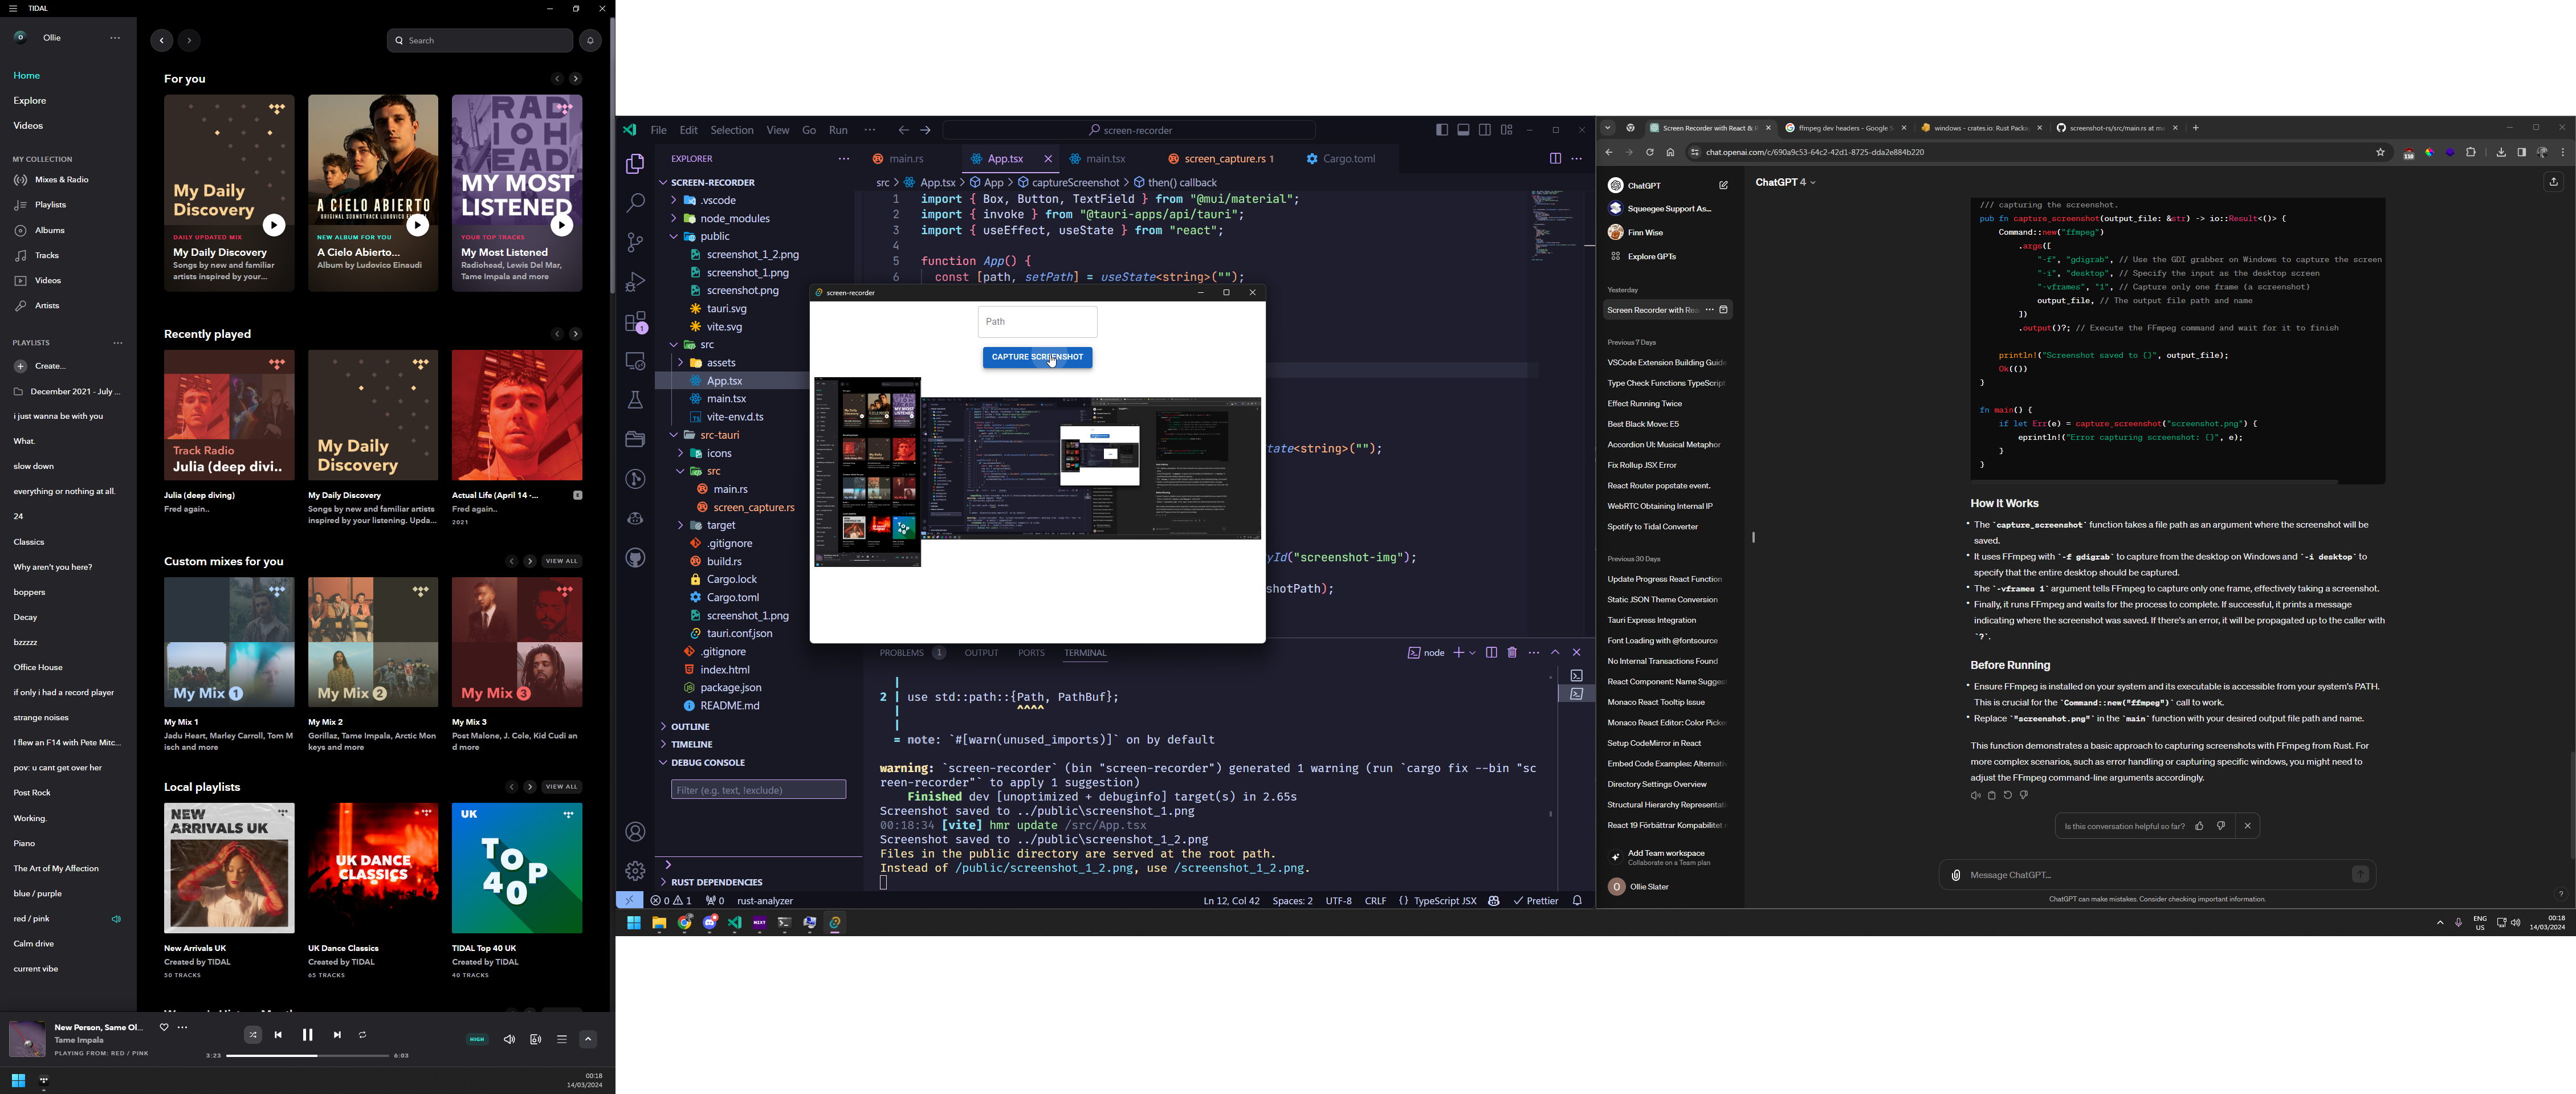 TIDAL
Ollie
Search
Home
Explore
Videos
MY COLLECTION
Mixes & Radio
Playlists
Albums
Tracks
Videos
Artists
PLAYLISTS
Create...
December 2021 - July ...
i just wanna be with you
What.
slow down
everything or nothing at all.
24
Classics
Why aren't you here?
boppers
Decay
bzzzzz
Office House
if only i had a record player
strange noises
I flew an F14 with Pete Mitc...
pov: u cant get over her
Post Rock
Working.
Piano
The Art of My Affection
blue / purple
red / pink
Calm drive
current vibe
For you
My Daily
Discovery
DAILY UPDATED MIX
My Daily Discovery
Songs by new and familiar
artists inspired by your...
A CIELO ABIERTO
ORIGINAL SOUNDTRACK LUDOVICO EINAUDI
NEW ALBUM FOR YOU
A Cielo Abierto...
Album by Ludovico Einaudi
RAD
IOH
EAD
MY MOST
LISTENED
YOUR TOP TRACKS
My Most Listened
Radiohead, Lewis Del Mar,
Tame Impala and more
Recently played
Track Radio
Julia (deep divi..
Julia (deep diving)
Fred again..
My Daily
Discovery
My Daily Discovery
Songs by new and familiar artists
inspired by your listening. Upda...
Actual Life (April 14 -...
E
Fred again..
2021
Custom mixes for you
VIEW ALL
My Mix 1
My Mix 2
My Mix 3
My Mix 1
Jadu Heart, Marley Carroll, Tom M
isch and more
My Mix 2
Gorillaz, Tame Impala, Arctic Mon
keys and more
My Mix 3
Post Malone, J. Cole, Kid Cudi an
d more
Local playlists
VIEW ALL
NEW
ARRIVALS UK
UK DANCE
CLASSICS
UK
TOP
40
New Arrivals UK
Created by TIDAL
50 TRACKS
UK Dance Classics
Created by TIDAL
65 TRACKS
TIDAL Top 40 UK
Created by TIDAL
40 TRACKS
New Person, Same Ol...
Tame Impala
PLAYING FROM: RED / PINK
3:23
6:03
HIGH
00:18
14/03/2024
File Edit Selection View Go Run ...
screen-recorder
EXPLORER
SCREEN-RECORDER
.vscode
node_modules
public
screenshot_1_2.png
screenshot_1.png
screenshot.png
tauri.svg
vite.svg
src
assets
App.tsx
main.tsx
vite-env.d.ts
src-tauri
icons
src
main.rs
screen_capture.rs
target
.gitignore
build.rs
Cargo.lock
Cargo.toml
screenshot_1.png
tauri.conf.json
.gitignore
index.html
package.json
README.md
OUTLINE
TIMELINE
DEBUG CONSOLE
Filter (e.g. text, !exclude)
RUST DEPENDENCIES
main.rs App.tsx main.tsx screen_capture.rs 1 Cargo.toml
src > App.tsx > App > captureScreenshot > then() callback
1 import { Box, Button, TextField } from "@mui/material";
2 import { invoke } from "@tauri-apps/api/tauri";
3 import { useEffect, useState } from "react";
4
5 function App() {
6 const [path, setPath] = useState<string>("");
tate<string>("");
yId("screenshot-img");
shotPath);
screen-recorder
Path
CAPTURE SCREENSHOT
PROBLEMS 1 OUTPUT PORTS TERMINAL
node
2 | use std::path::{Path, PathBuf};
^^^^
= note: `#[warn(unused_imports)]` on by default
warning: `screen-recorder` (bin "screen-recorder") generated 1 warning (run `cargo fix --bin "sc
reen-recorder"` to apply 1 suggestion)
Finished dev [unoptimized + debuginfo] target(s) in 2.65s
Screenshot saved to ../public\screenshot_1.png
00:18:34 [vite] hmr update /src/App.tsx
Screenshot saved to ../public\screenshot_1_2.png
Files in the public directory are served at the root path.
Instead of /public/screenshot_1_2.png, use /screenshot_1_2.png.
0 1 0 rust-analyzer
Ln 12, Col 42 Spaces: 2 UTF-8 CRLF {} TypeScript JSX Prettier
Screen Recorder with React & R
ffmpeg dev headers - Google S
windows - crates.io: Rust Packa
screenshot-rs/src/main.rs at ma
chat.openai.com/c/690a9c53-64c2-42d1-8725-dda2e884b220
ChatGPT
Squeegee Support As...
Finn Wise
Explore GPTs
Yesterday
Screen Recorder with Rea
Previous 7 Days
VSCode Extension Building Guide
Type Check Functions TypeScript
Effect Running Twice
Best Black Move: E5
Accordion UI: Musical Metaphor
Fix Rollup JSX Error
React Router popstate event.
WebRTC Obtaining Internal IP
Spotify to Tidal Converter
Previous 30 Days
Update Progress React Function
Static JSON Theme Conversion
Tauri Express Integration
Font Loading with @fontsource
No Internal Transactions Found
React Component: Name Sugges
Monaco React Tooltip Issue
Monaco React Editor: Color Picker
Setup CodeMirror in React
Embed Code Examples: Alternati
Directory Settings Overview
Structural Hierarchy Representati
React 19 Förbättrar Kompabilitet
Add Team workspace
Collaborate on a Team plan
Ollie Slater
ChatGPT 4
/// capturing the screenshot.
pub fn capture_screenshot(output_file: &str) -> io::Result<()> {
Command::new("ffmpeg")
.args([
"-f", "gdigrab", // Use the GDI grabber on Windows to capture the screen
"-i", "desktop", // Specify the input as the desktop screen
"-vframes", "1", // Capture only one frame (a screenshot)
output_file, // The output file path and name
])
.output()?; // Execute the FFmpeg command and wait for it to finish
println!("Screenshot saved to {}", output_file);
Ok(())
}
fn main() {
if let Err(e) = capture_screenshot("screenshot.png") {
eprintln!("Error capturing screenshot: {}", e);
}
}
How It Works
• The `capture_screenshot` function takes a file path as an argument where the screenshot will be
saved.
• It uses FFmpeg with `-f gdigrab` to capture from the desktop on Windows and `-i desktop` to
specify that the entire desktop should be captured.
• The `-vframes 1` argument tells FFmpeg to capture only one frame, effectively taking a screenshot.
• Finally, it runs FFmpeg and waits for the process to complete. If successful, it prints a message
indicating where the screenshot was saved. If there's an error, it will be propagated up to the caller with
`?`.
Before Running
• Ensure FFmpeg is installed on your system and its executable is accessible from your system's PATH.
This is crucial for the `Command::new("ffmpeg")` call to work.
• Replace `"screenshot.png"` in the `main` function with your desired output file path and name.
This function demonstrates a basic approach to capturing screenshots with FFmpeg from Rust. For
more complex scenarios, such as error handling or capturing specific windows, you might need to
adjust the FFmpeg command-line arguments accordingly.
Is this conversation helpful so far?
Message ChatGPT...
ChatGPT can make mistakes. Consider checking important information.
ENG
US
00:18
14/03/2024